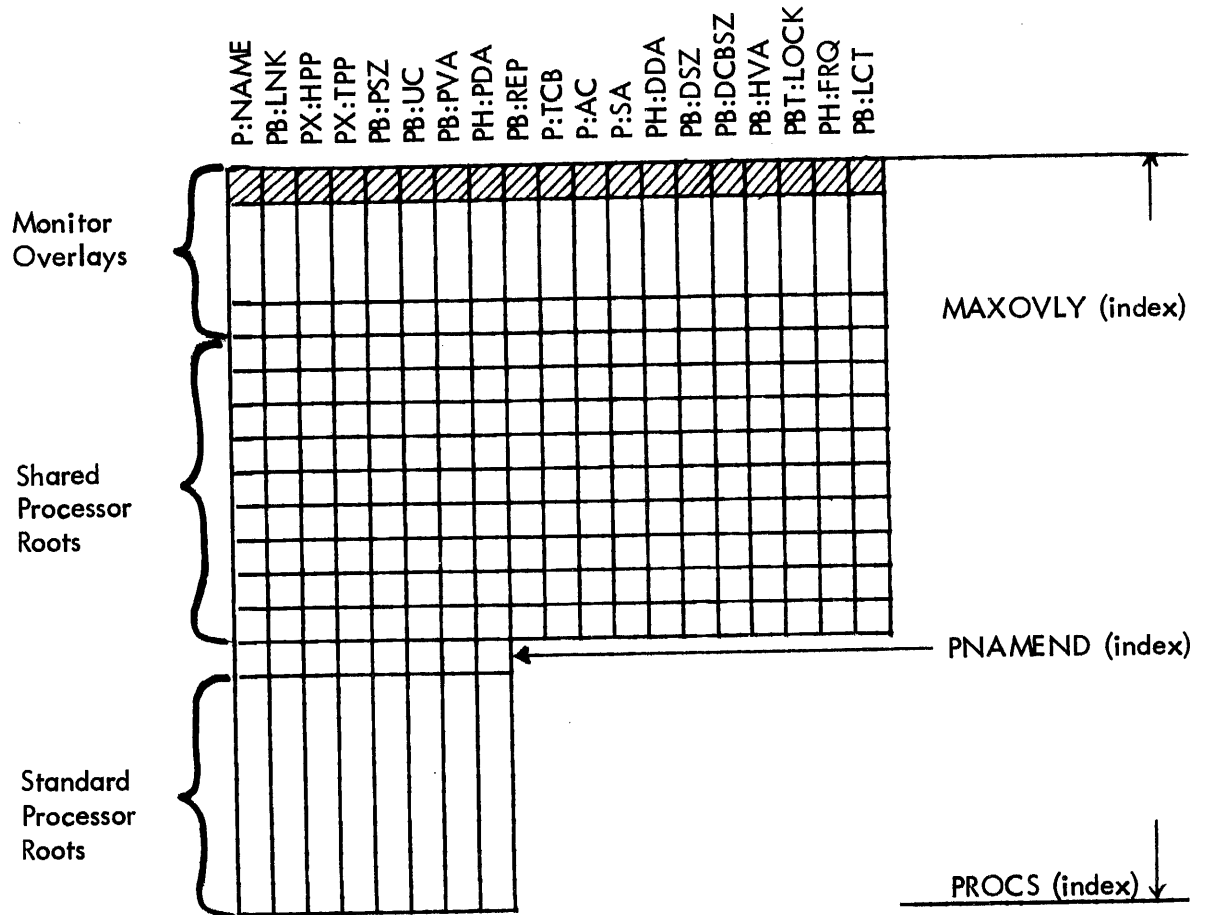 P:NAME
PB:LNK
PX:HPP
PX:TPP
PB:PSZ
PB:UC
PB:PVA
PH:PDA
PB:REP
P:TCB
P:AC
P:SA
PH:DDA
PB:DSZ
PB:DCBSZ
PB:HVA
PBT:LOCK
PH:FRQ
PB:LCT
Monitor
Overlays
MAXOVLY (index)
Shared
Processor
Roots
PNAMEND (index)
Standard
Processor
Roots
PROCS (index)